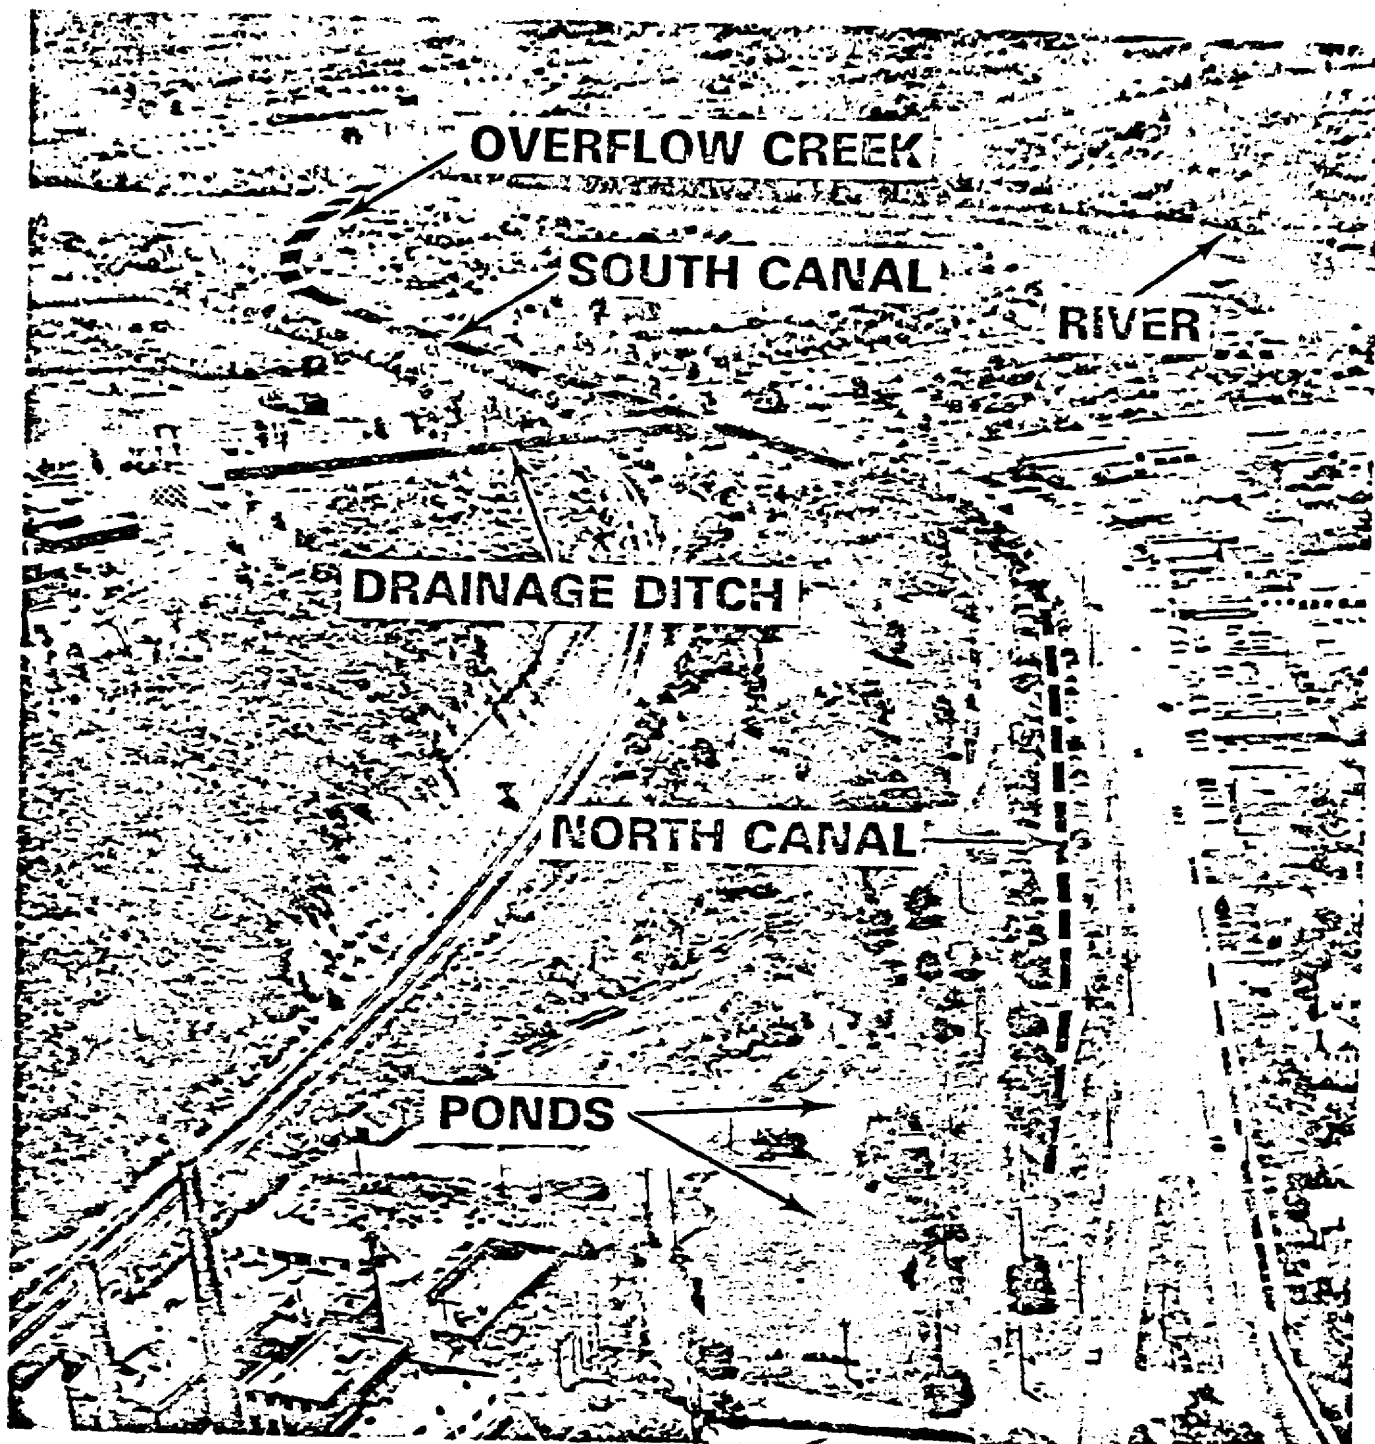 OVERFLOW CREEK
SOUTH CANAL
RIVER
DRAINAGE DITCH
NORTH CANAL
PONDS